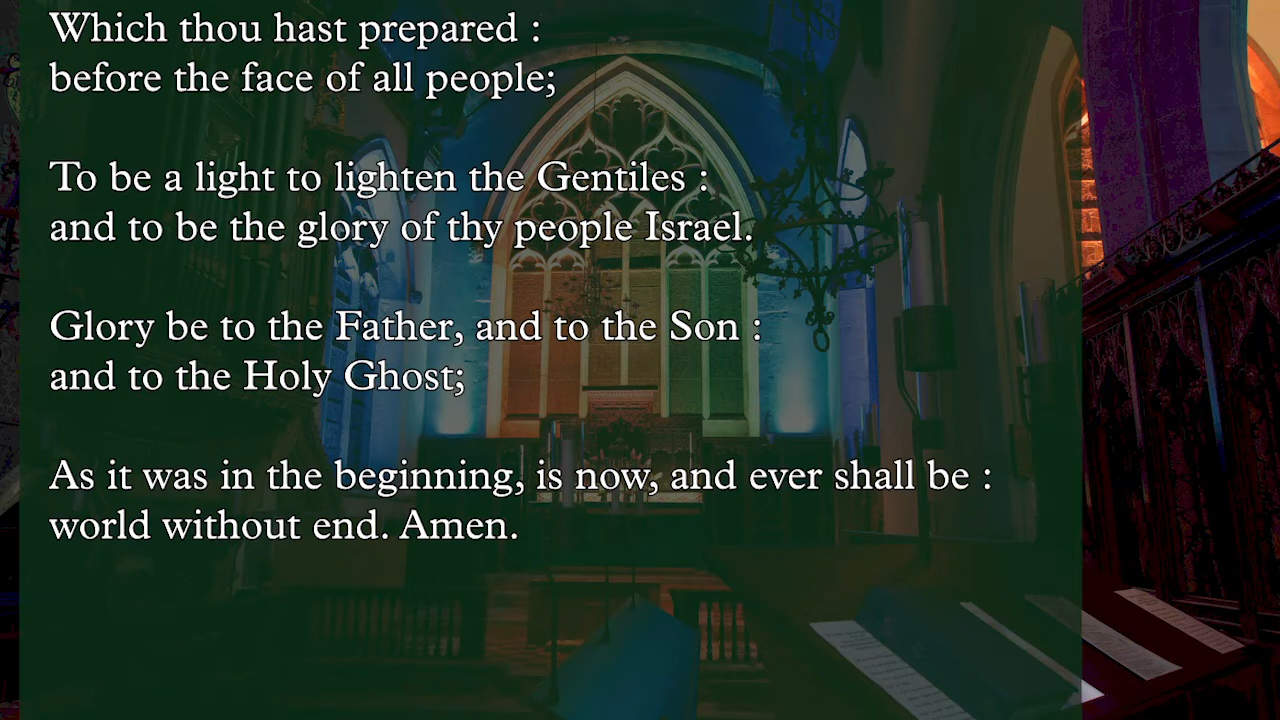 Which thou hast prepared :
before the face of all people;
To be a light to lighten the Gentiles :
and to be the glory of thy people Israel.
Glory be to the Father, and to the Son :
and to the Holy Ghost;
As it was in the beginning, is now, and ever shall be :
world without end. Amen.